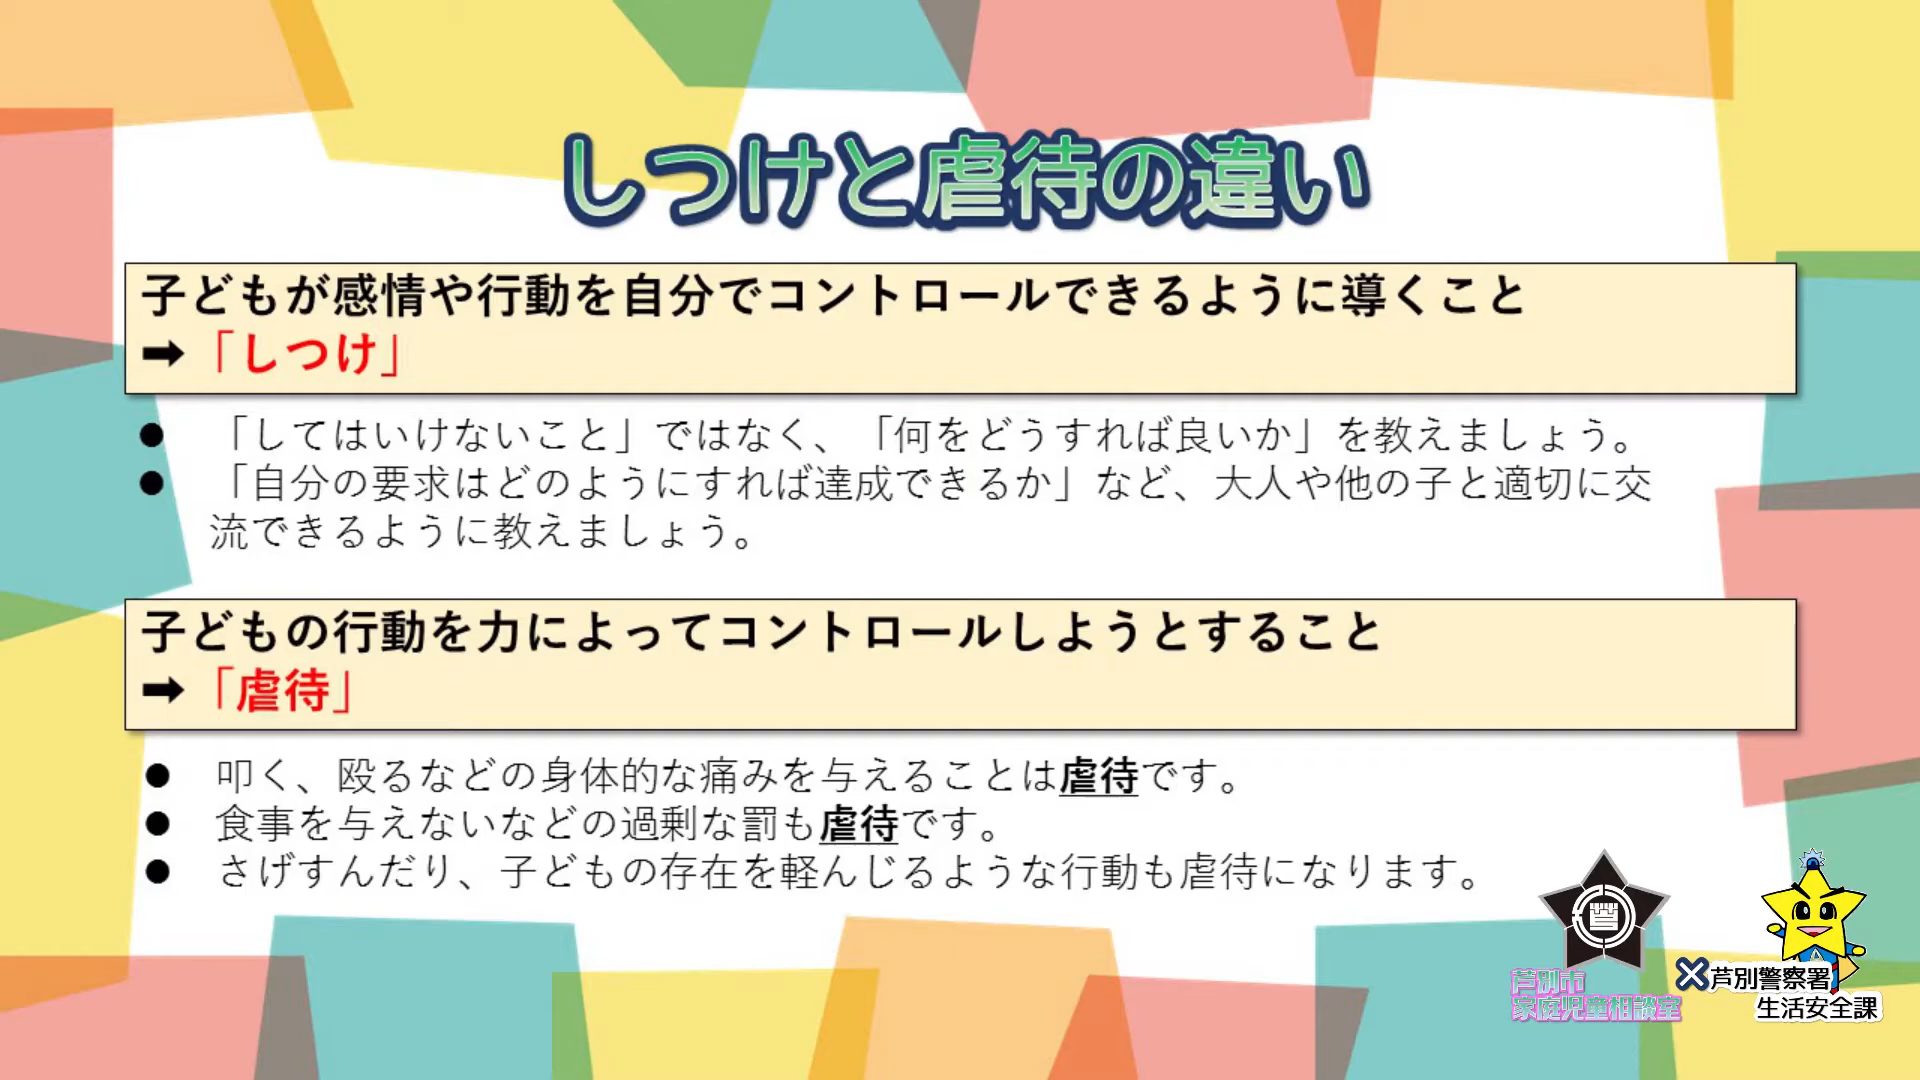 しつけと虐待の違い
子どもが感情や行動を自分でコントロールできるように導くこと
➡「しつけ」
● 「してはいけないこと」ではなく、「何をどうすれば良いか」を教えましょう。
● 「自分の要求はどのようにすれば達成できるか」など、大人や他の子と適切に交
流できるように教えましょう。
子どもの行動を力によってコントロールしようとすること
➡「虐待」
● 叩く、殴るなどの身体的な痛みを与えることは虐待です。
● 食事を与えないなどの過剰な罰も虐待です。
● さげすんだり、子どもの存在を軽んじるような行動も虐待になります。
芦別市
家庭児童相談室
×芦別警察署
生活安全課